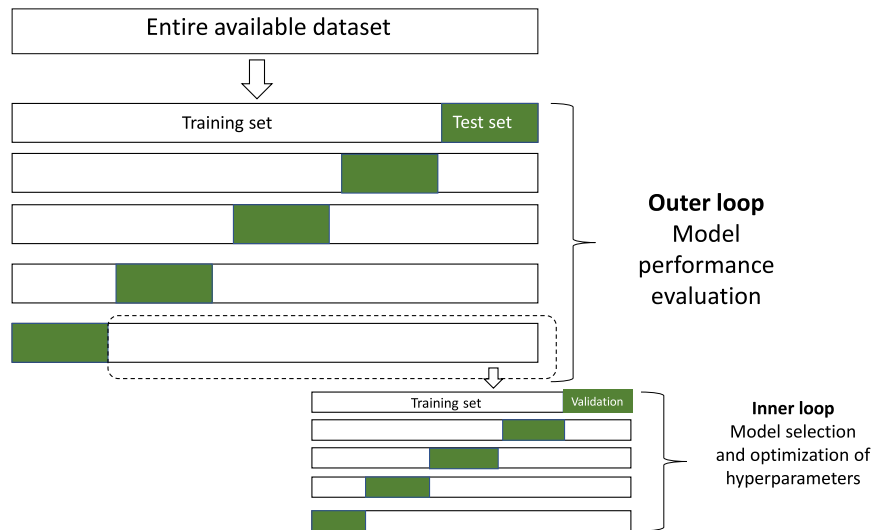 Entire available dataset
Training set
Test set
Outer loop
Model
performance
evaluation
Training set
Validation
Inner loop
Model selection
and optimization of
hyperparameters